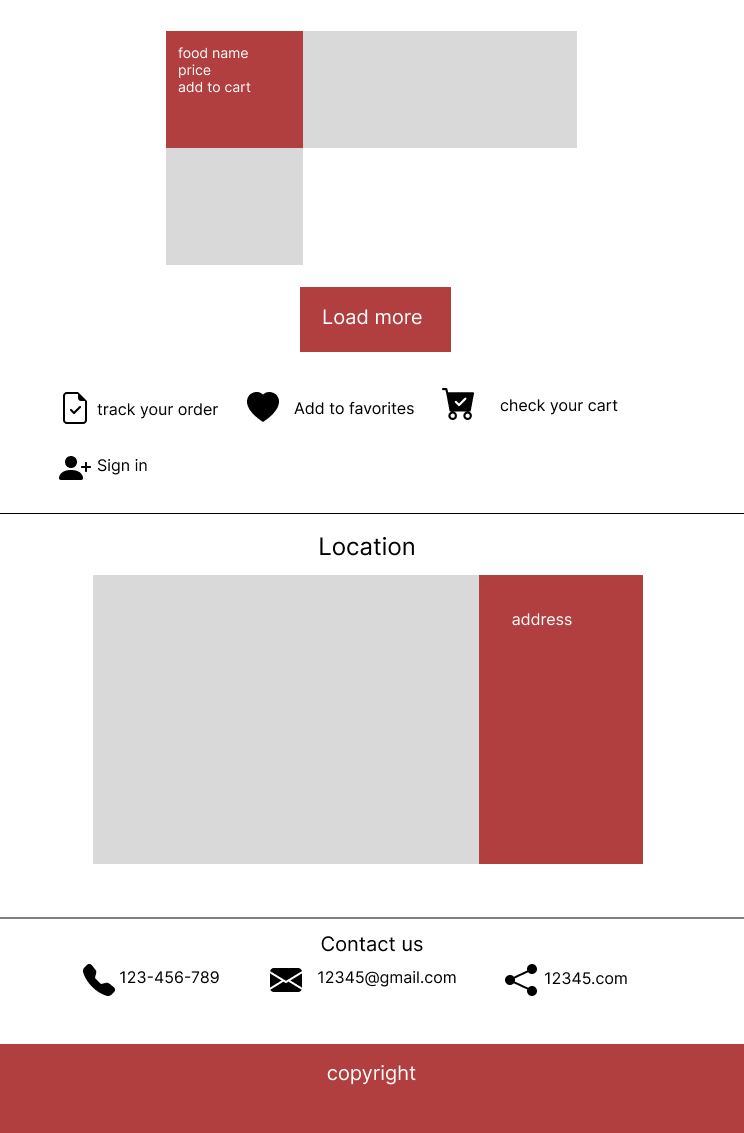 food name
price
add to cart
Load more
track your order
Add to favorites
check your cart
Sign in
Location
address
Contact us
123-456-789
12345@gmail.com
12345.com
copyright